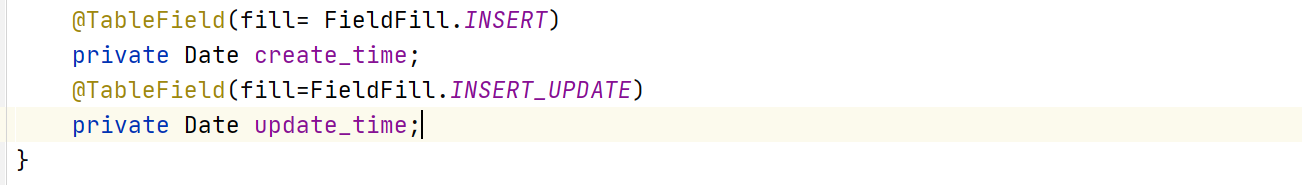 @TableField(fill= FieldFill.INSERT)
private Date create_time;
@TableField(fill=FieldFill.INSERT_UPDATE)
private Date update_time;
}